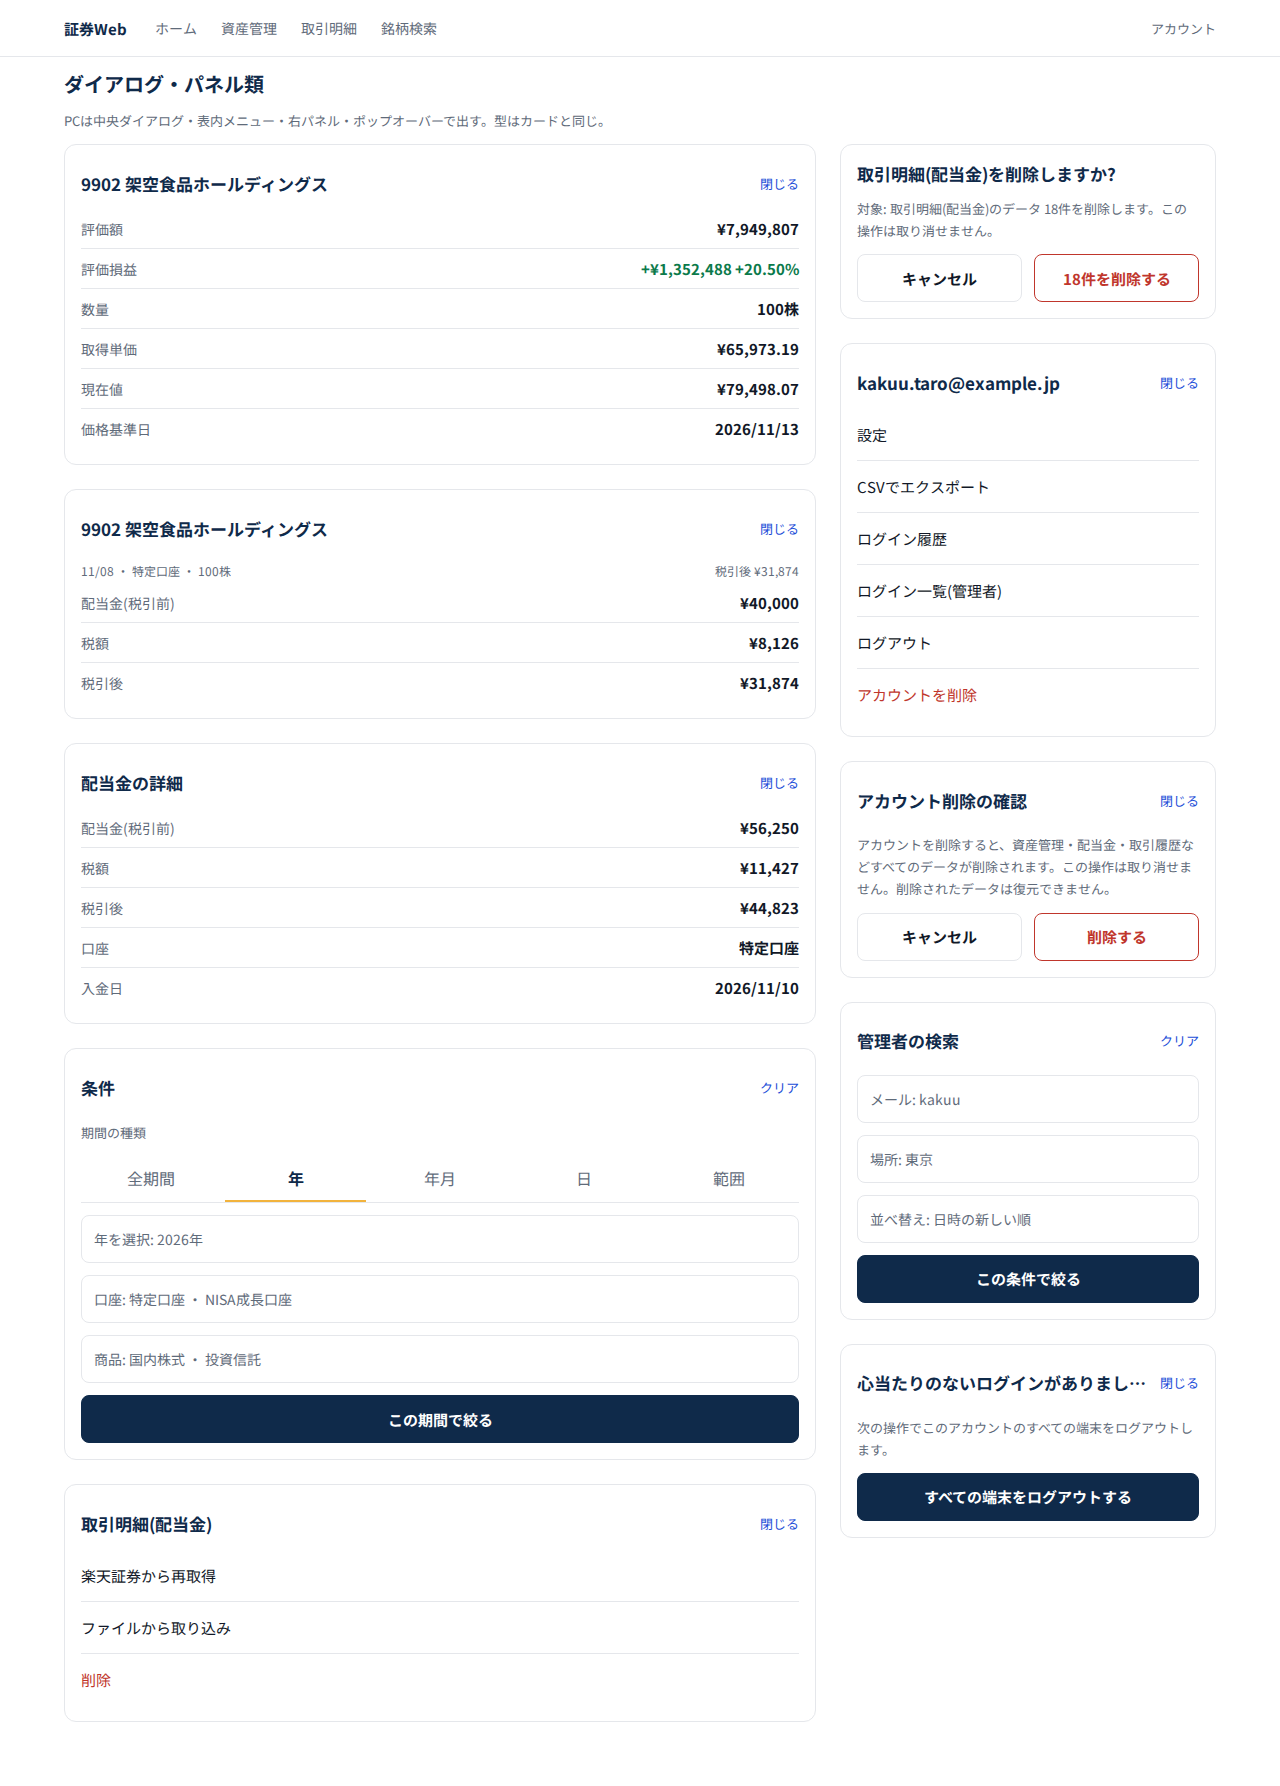 証券Web ホーム 資産管理 取引明細 銘柄検索 アカウント
ダイアログ・パネル類
PCは中央ダイアログ・表内メニュー・右パネル・ポップオーバーで出す。型はカードと同じ。
9902 架空食品ホールディングス 閉じる
評価額 ¥7,949,807
評価損益 +¥1,352,488 +20.50%
数量 100株
取得単価 ¥65,973.19
現在値 ¥79,498.07
価格基準日 2026/11/13
9902 架空食品ホールディングス 閉じる
11/08 ・ 特定口座 ・ 100株 税引後 ¥31,874
配当金(税引前) ¥40,000
税額 ¥8,126
税引後 ¥31,874
配当金の詳細 閉じる
配当金(税引前) ¥56,250
税額 ¥11,427
税引後 ¥44,823
口座 特定口座
入金日 2026/11/10
条件 クリア
期間の種類
全期間 年 年月 日 範囲
年を選択: 2026年
口座: 特定口座 ・ NISA成長口座
商品: 国内株式 ・ 投資信託
この期間で絞る
取引明細(配当金) 閉じる
楽天証券から再取得
ファイルから取り込み
削除
取引明細(配当金)を削除しますか?
対象: 取引明細(配当金)のデータ 18件を削除します。この
操作は取り消せません。
キャンセル 18件を削除する
kakuu.taro@example.jp 閉じる
設定
CSVでエクスポート
ログイン履歴
ログイン一覧(管理者)
ログアウト
アカウントを削除
アカウント削除の確認 閉じる
アカウントを削除すると、資産管理・配当金・取引履歴な
どすべてのデータが削除されます。この操作は取り消せま
せん。削除されたデータは復元できません。
キャンセル 削除する
管理者の検索 クリア
メール: kakuu
場所: 東京
並べ替え: 日時の新しい順
この条件で絞る
心当たりのないログインがありまし… 閉じる
次の操作でこのアカウントのすべての端末をログアウトし
ます。
すべての端末をログアウトする